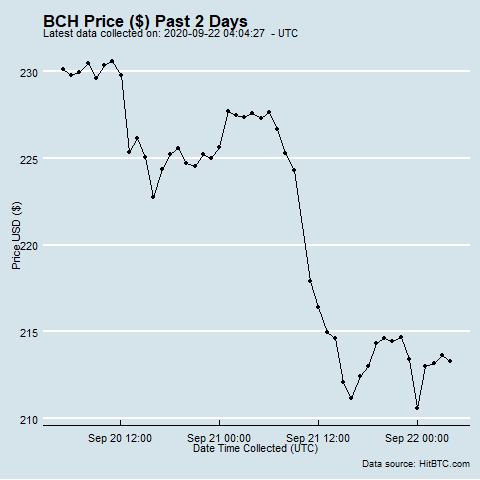 BCH Price ($) Past 2 Days
Latest data collected on: 2020-09-22 04:04:27  - UTC
230
225
220
215
210
Price USD ($)
Sep 20 12:00
Sep 21 00:00
Sep 21 12:00
Sep 22 00:00
Date Time Collected (UTC)
Data source: HitBTC.com